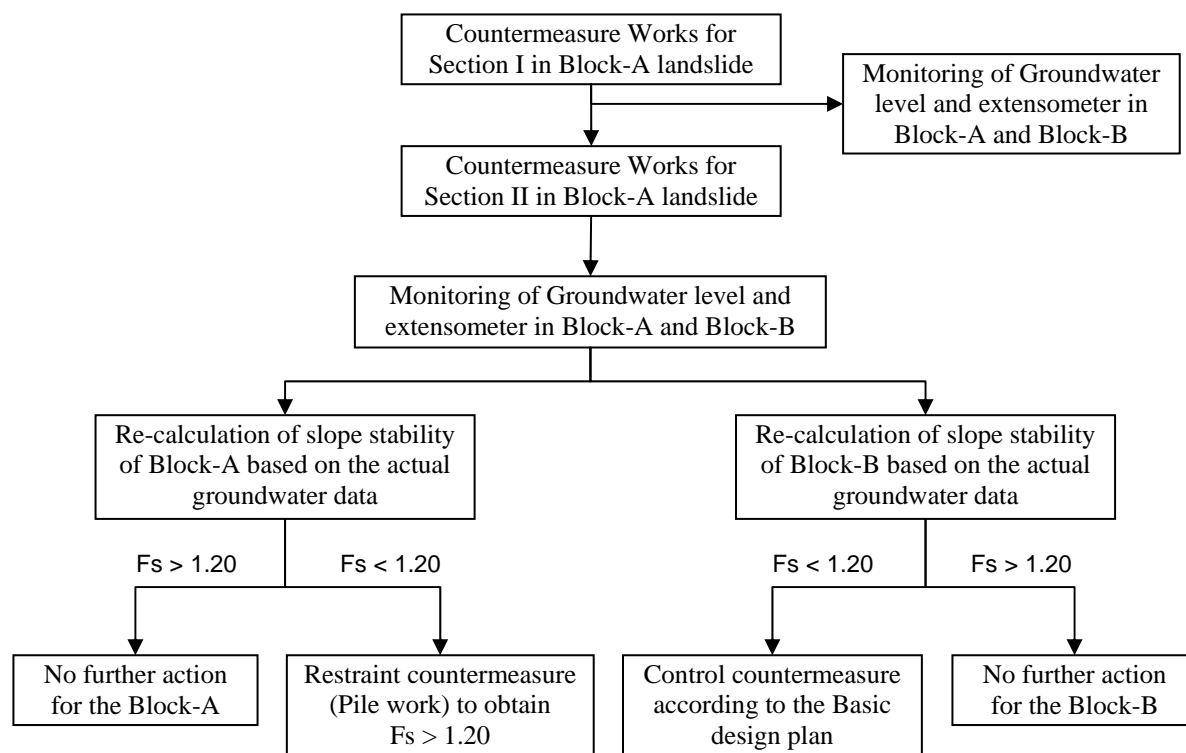 Countermeasure Works for
Section I in Block-A landslide
Monitoring of Groundwater
level and extensometer in
Block-A and Block-B
Countermeasure Works for
Section II in Block-A landslide
Monitoring of Groundwater level and
extensometer in Block-A and Block-B
Re-calculation of slope stability
of Block-A based on the actual
groundwater data
Re-calculation of slope stability
of Block-B based on the actual
groundwater data
Fs > 1.20
Fs < 1.20
Fs < 1.20
Fs > 1.20
No further action
for the Block-A
Restraint countermeasure
(Pile work) to obtain
Fs > 1.20
Control countermeasure
according to the Basic
design plan
No further action
for the Block-B